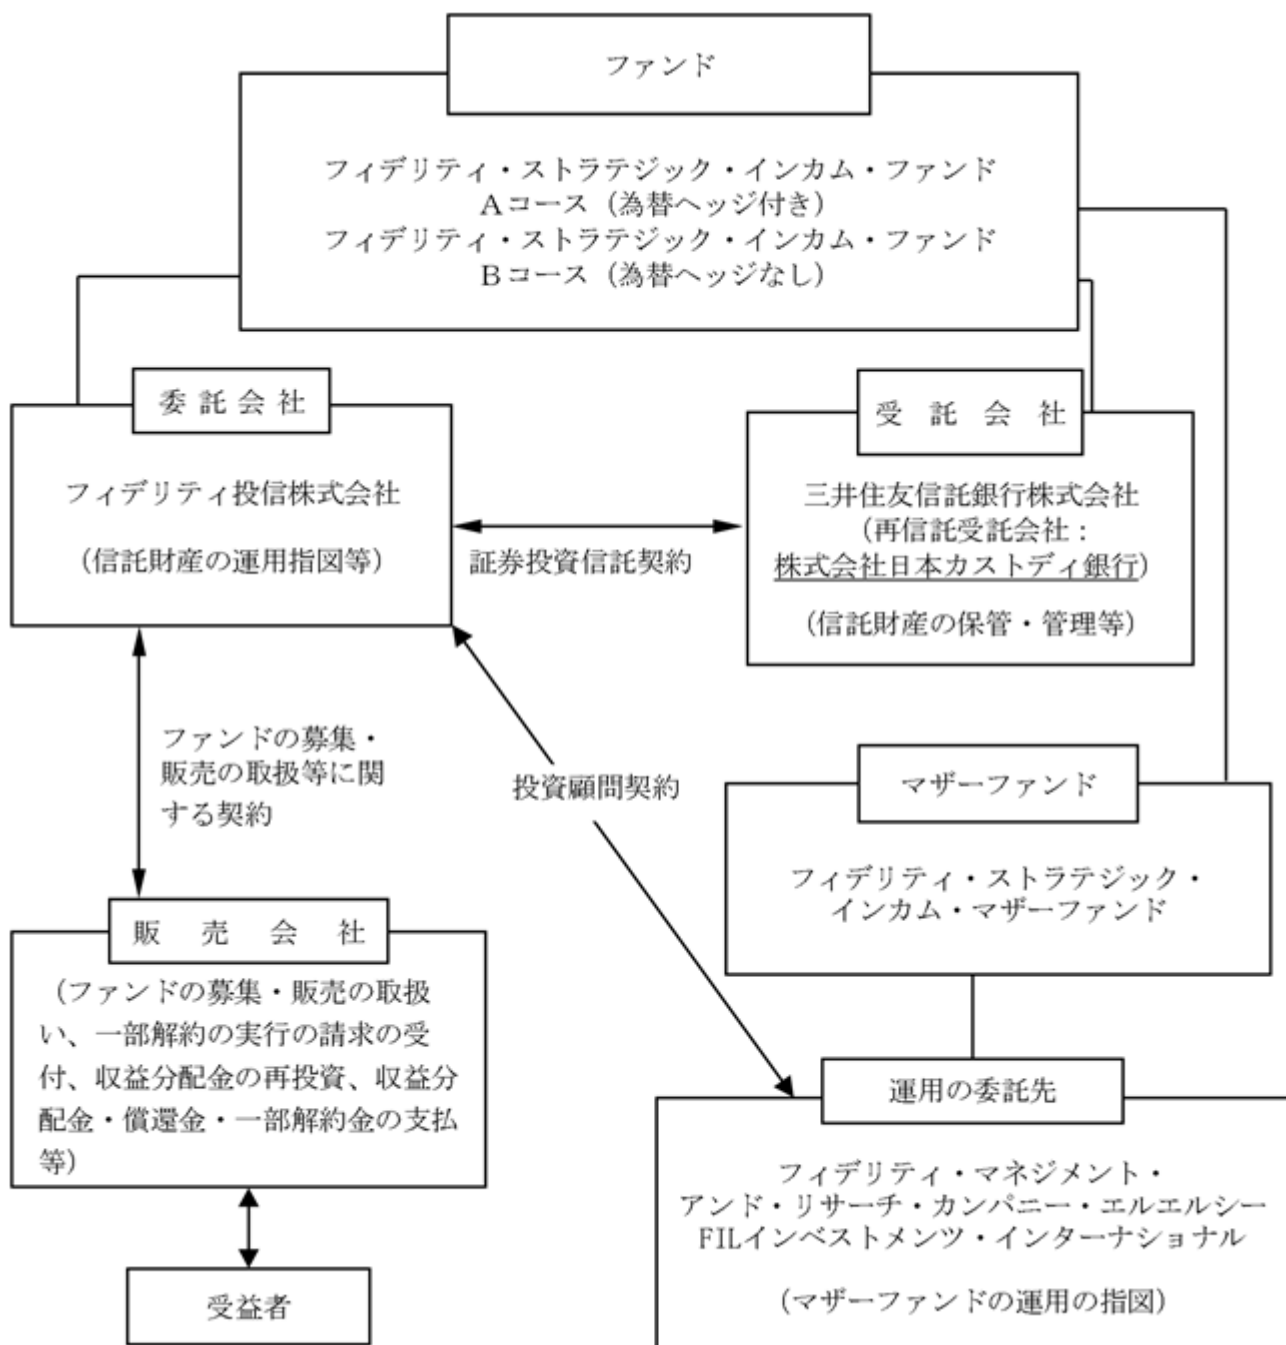 ファンド
フィデリティ・ストラテジック・インカム・ファンド
Aコース（為替ヘッジ付き）
フィデリティ・ストラテジック・インカム・ファンド
Bコース（為替ヘッジなし）
委託会社
フィデリティ投信株式会社
（信託財産の運用指図等）
証券投資信託契約
受託会社
三井住友信託銀行株式会社
（再信託受託会社：
株式会社日本カストディ銀行）
（信託財産の保管・管理等）
ファンドの募集・
販売の取扱等に関
する契約
投資顧問契約
マザーファンド
フィデリティ・ストラテジック・
インカム・マザーファンド
販売会社
（ファンドの募集・販売の取扱
い、一部解約の実行の請求の受
付、収益分配金の再投資、収益分
配金・償還金・一部解約金の支払
等）
運用の委託先
フィデリティ・マネジメント・
アンド・リサーチ・カンパニー・エルエルシー
FILインベストメンツ・インターナショナル
（マザーファンドの運用の指図）
受益者